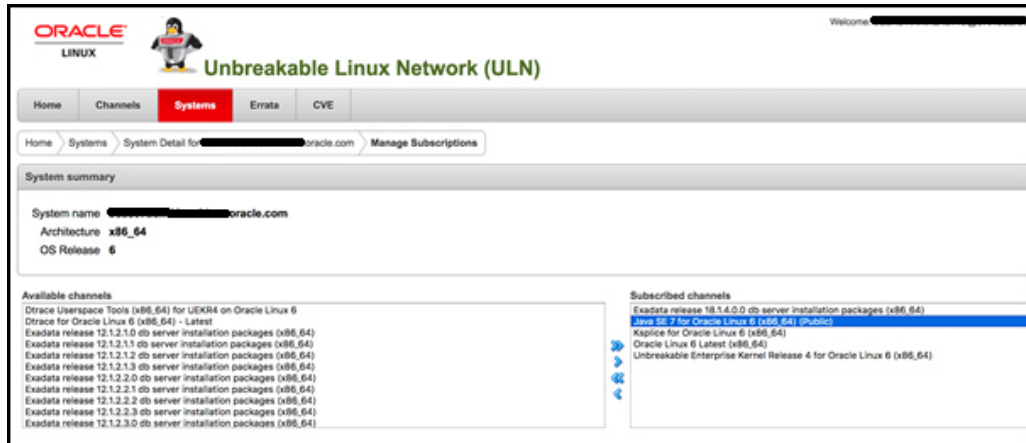 ORACLE
LINUX
Unbreakable Linux Network (ULN)
Welcome:
Home Channels Systems Errata CVE
Home Systems System Detail for oracle.com Manage Subscriptions
System summary
System name oracle.com
Architecture x86_64
OS Release 6
Available channels
Dtrace Userspace Tools (x86_64) for UEKR4 on Oracle Linux 6
Dtrace for Oracle Linux 6 (x86_64) - Latest
Exadata release 12.1.2.1.0 db server installation packages (x86_64)
Exadata release 12.1.2.1.1 db server installation packages (x86_64)
Exadata release 12.1.2.1.2 db server installation packages (x86_64)
Exadata release 12.1.2.1.3 db server installation packages (x86_64)
Exadata release 12.1.2.2.0 db server installation packages (x86_64)
Exadata release 12.1.2.2.1 db server installation packages (x86_64)
Exadata release 12.1.2.2.2 db server installation packages (x86_64)
Exadata release 12.1.2.2.3 db server installation packages (x86_64)
Exadata release 12.1.2.3.0 db server installation packages (x86_64)
Subscribed channels
Exadata release 18.1.4.0.0 db server installation packages (x86_64)
Java SE 7 for Oracle Linux 6 (x86_64) (Public)
Ksplice for Oracle Linux 6 (x86_64)
Oracle Linux 6 Latest (x86_64)
Unbreakable Enterprise Kernel Release 4 for Oracle Linux 6 (x86_64)